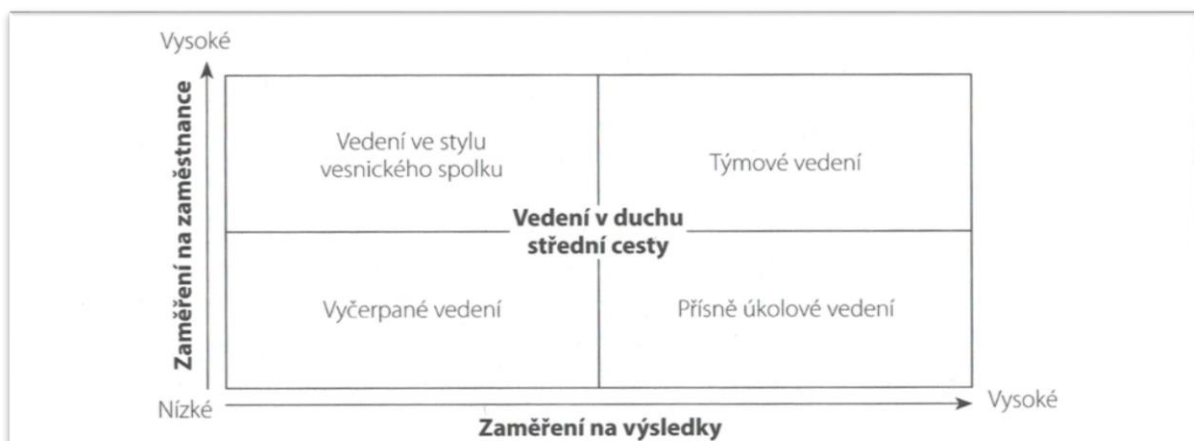 Vysoké
Zaměření na zaměstnance
Vedení ve stylu
vesnického spolku
Týmové vedení
Vedení v duchu
střední cesty
Vyčerpané vedení
Přísně úkolové vedení
Nízké
Vysoké
Zaměření na výsledky